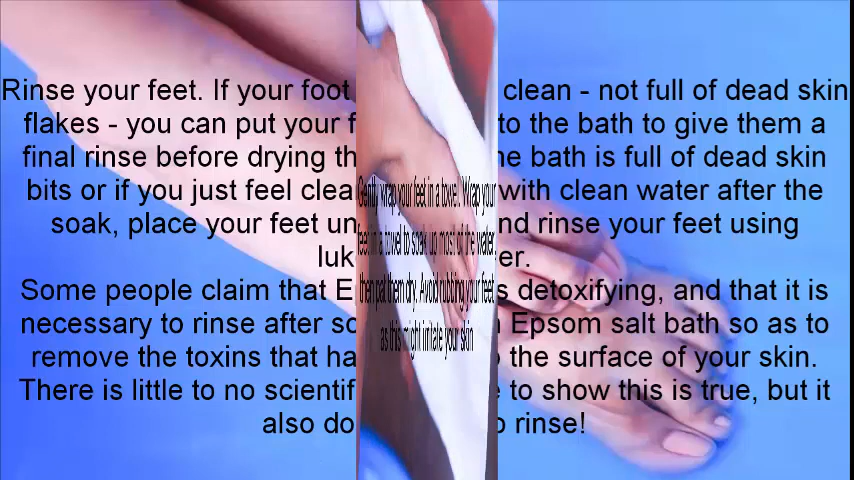 Rinse your feet. If your foot clean - not full of dead skin
flakes - you can put your f to the bath to give them a
final rinse before drying th he bath is full of dead skin
bits or if you just feel clea with clean water after the
soak, place your feet un nd rinse your feet using
luk er.
Some people claim that E s detoxifying, and that it is
necessary to rinse after so Epsom salt bath so as to
remove the toxins that ha the surface of your skin.
There is little to no scientif to show this is true, but it
also do rinse!
Gently wrap your feet in a towel. Wrap your
feet in a towel to soak up most of the water,
then pat them dry. Avoid rubbing your feed
as this might irritate your skin